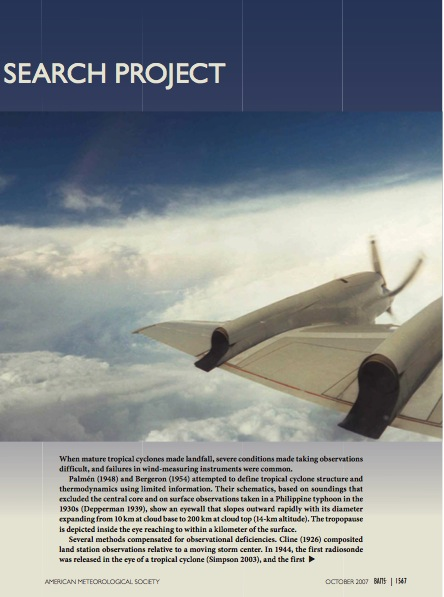 SEARCH PROJECT
When mature tropical cyclones made landfall, severe conditions made taking observations
difficult, and failures in wind-measuring instruments were common.
Palmén (1948) and Bergeron (1954) attempted to define tropical cyclone structure and
thermodynamics using limited information. Their schematics, based on soundings that
excluded the central core and on surface observations taken in a Philippine typhoon in the
1930s (Depperman 1939), show an eyewall that slopes outward rapidly with its diameter
expanding from 10 km at cloud base to 200 km at cloud top (14-km altitude). The tropopause
is depicted inside the eye reaching to within a kilometer of the surface.
Several methods compensated for observational deficiencies. Cline (1926) composited
land station observations relative to a moving storm center. In 1944, the first radiosonde
was released in the eye of a tropical cyclone (Simpson 2003), and the first ▶
AMERICAN METEOROLOGICAL SOCIETY
OCTOBER 2007 BAMS | 1567